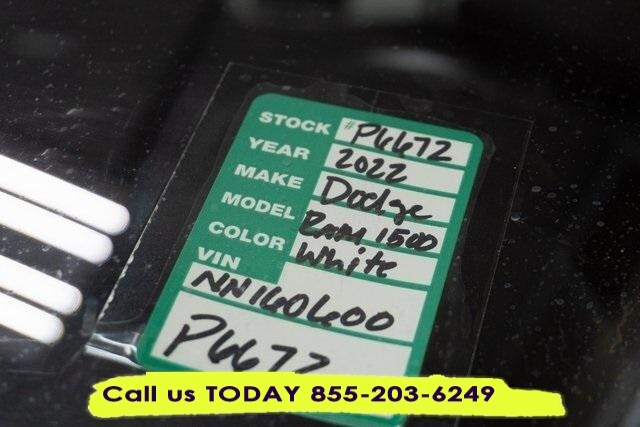 STOCK #P6672
YEAR 2022
MAKE Dodge
MODEL RAM 1500
COLOR White
VIN
NN160600
P6672
Call us TODAY 855-203-6249